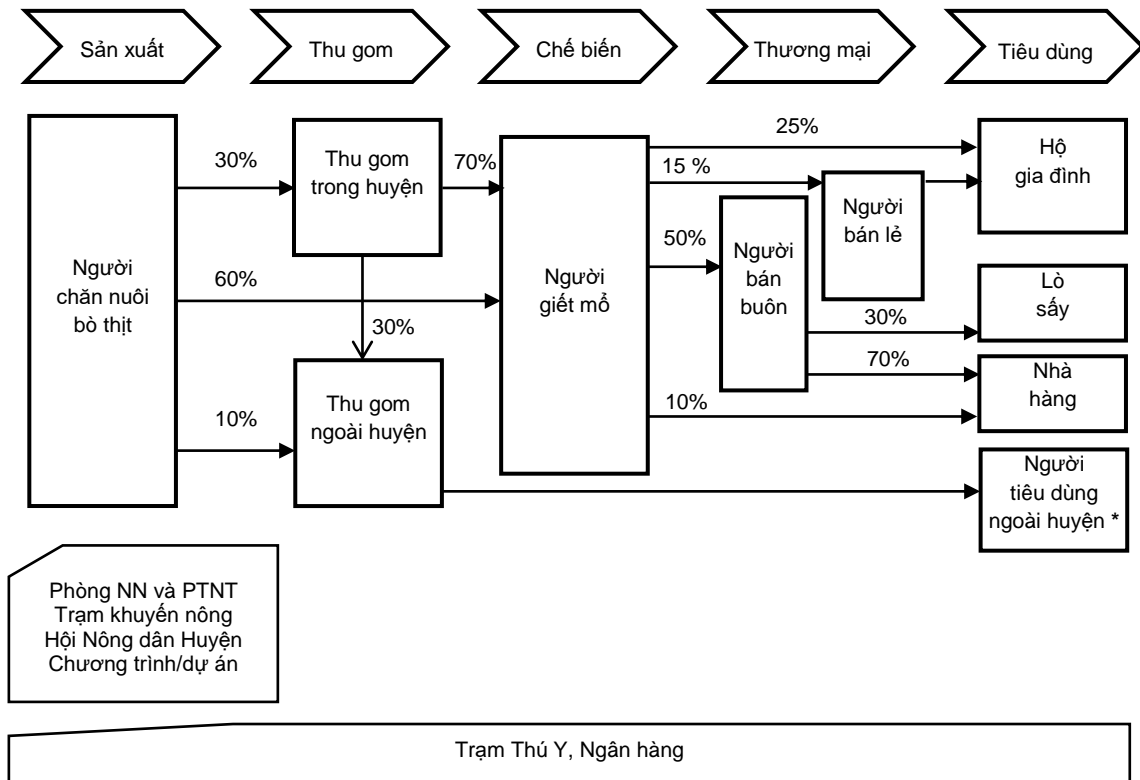 Sản xuất
Thu gom
Chế biến
Thương mại
Tiêu dùng
Người
chăn nuôi
bò thịt
30%
60%
10%
Thu gom
trong huyện
70%
30%
Thu gom
ngoài huyện
Người
giết mổ
25%
15 %
50%
10%
Người
bán
buôn
Người
bán lẻ
30%
70%
Hộ
gia đình
Lò
sấy
Nhà
hàng
Người
tiêu dùng
ngoài huyện *
Phòng NN và PTNT
Trạm khuyến nông
Hội Nông dân Huyện
Chương trình/dự án
Trạm Thú Y, Ngân hàng